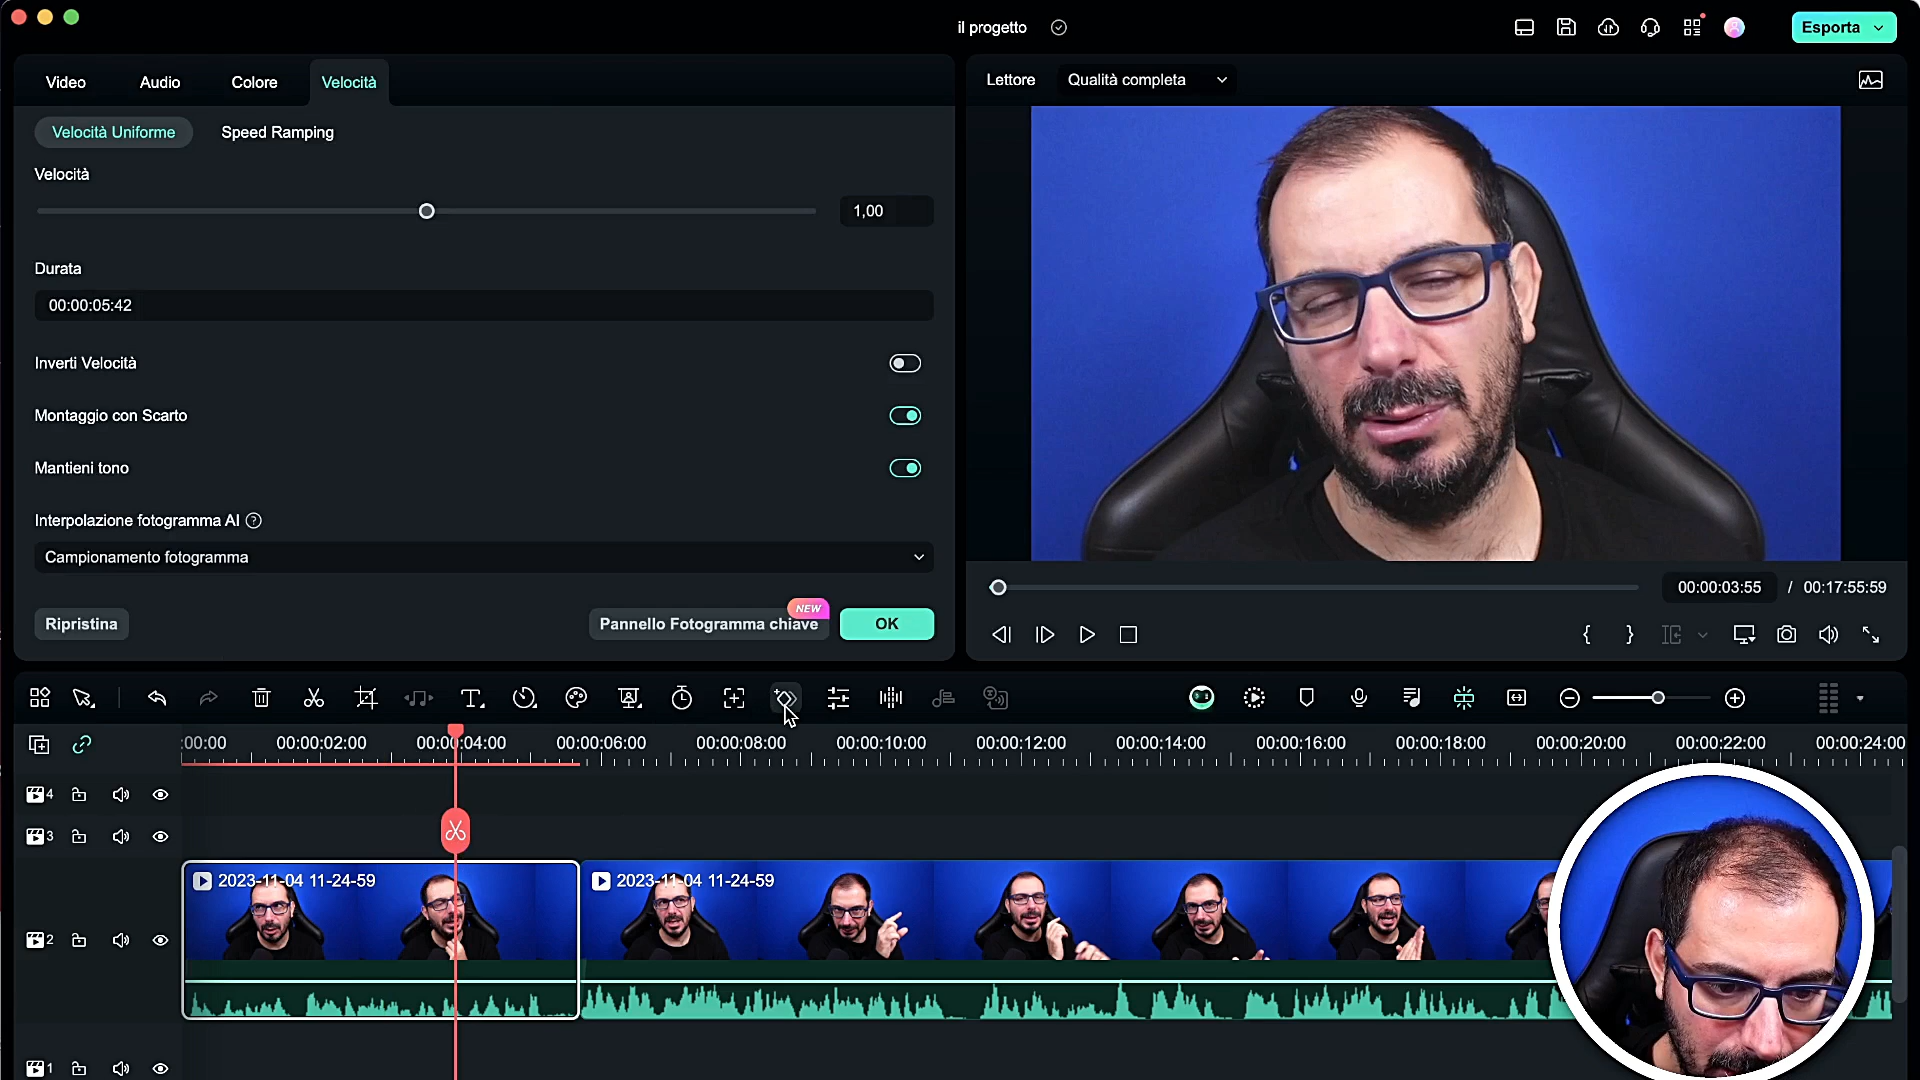 il progetto
Esporta
Video Audio Colore Velocità
Lettore Qualità completa
Velocità Uniforme Speed Ramping
Velocità
1,00
Durata
00:00:05:42
Inverti Velocità
Montaggio con Scarto
Mantieni tono
Interpolazione fotogramma AI ?
Campionamento fotogramma
00:00:03:55 / 00:17:55:59
NEW
Ripristina Pannello Fotogramma chiave OK
:00:00 00:00:02:00 00:00:04:00 00:00:06:00 00:00:08:00 00:00:10:00 00:00:12:00 00:00:14:00 00:00:16:00 00:00:18:00 00:00:20:00 00:00:22:00 00:00:24:00
4
3
2023-11-04 11-24-59 2023-11-04 11-24-59
2
1